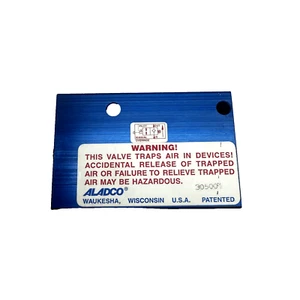 WARNING!
THIS VALVE TRAPS AIR IN DEVICES!
ACCIDENTAL RELEASE OF TRAPPED
AIR OR FAILURE TO RELIEVE TRAPPED
AIR MAY BE HAZARDOUS.
ALADCO
WAUKESHA, WISCONSIN U.S.A. PATENTED